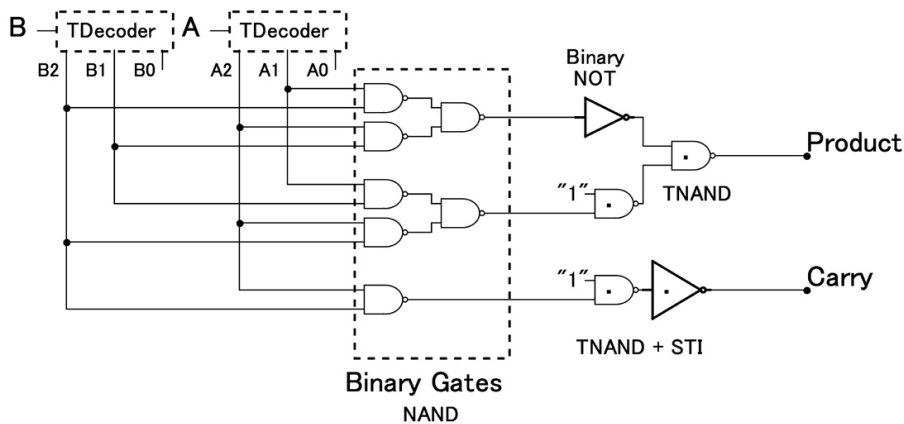 B
TDecoder
A
TDecoder
B2
B1
B0
A2
A1
A0
Binary
NOT
Product
"1"
TNAND
"1"
Carry
TNAND + STI
Binary Gates
NAND